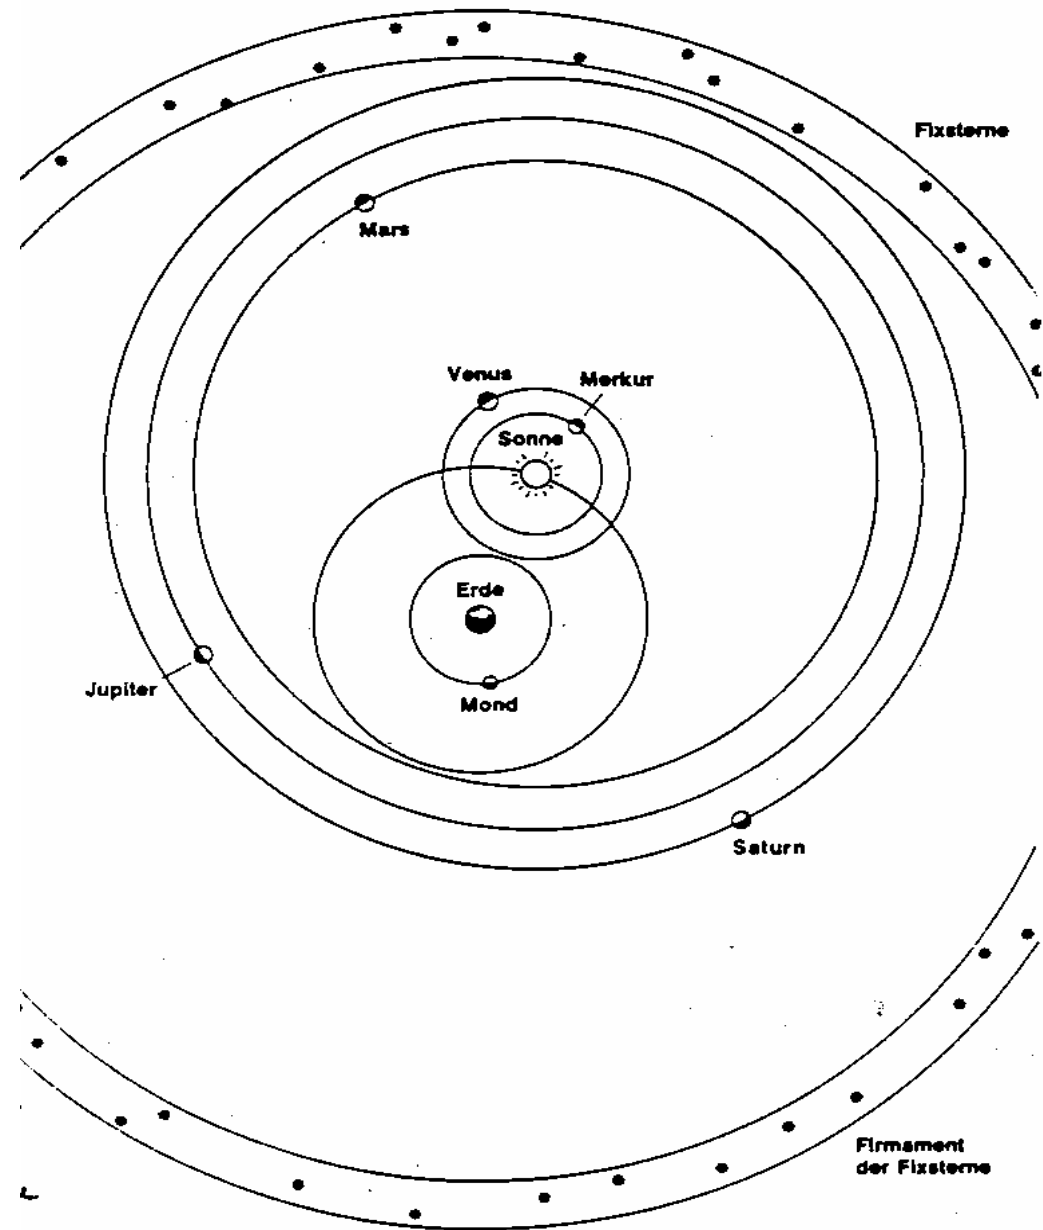 Fixsterne
Mars
Venus
Merkur
Sonne
Erde
Jupiter
Mond
Saturn
Firmament
der Fixsterne